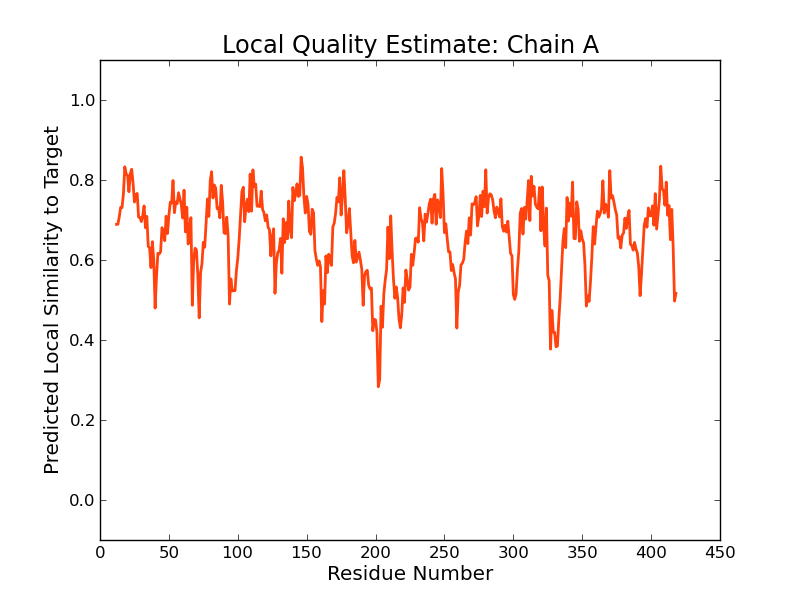 Local Quality Estimate: Chain A
Predicted Local Similarity to Target
1.0
0.8
0.6
0.4
0.2
0.0
0 50 100 150 200 250 300 350 400 450
Residue Number